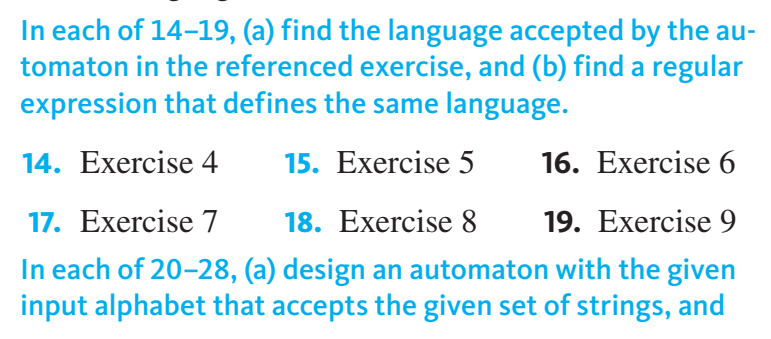 In each of 14–19, (a) find the language accepted by the au-
tomaton in the referenced exercise, and (b) find a regular
expression that defines the same language.
14. Exercise 4 15. Exercise 5 16. Exercise 6
17. Exercise 7 18. Exercise 8 19. Exercise 9
In each of 20–28, (a) design an automaton with the given
input alphabet that accepts the given set of strings, and